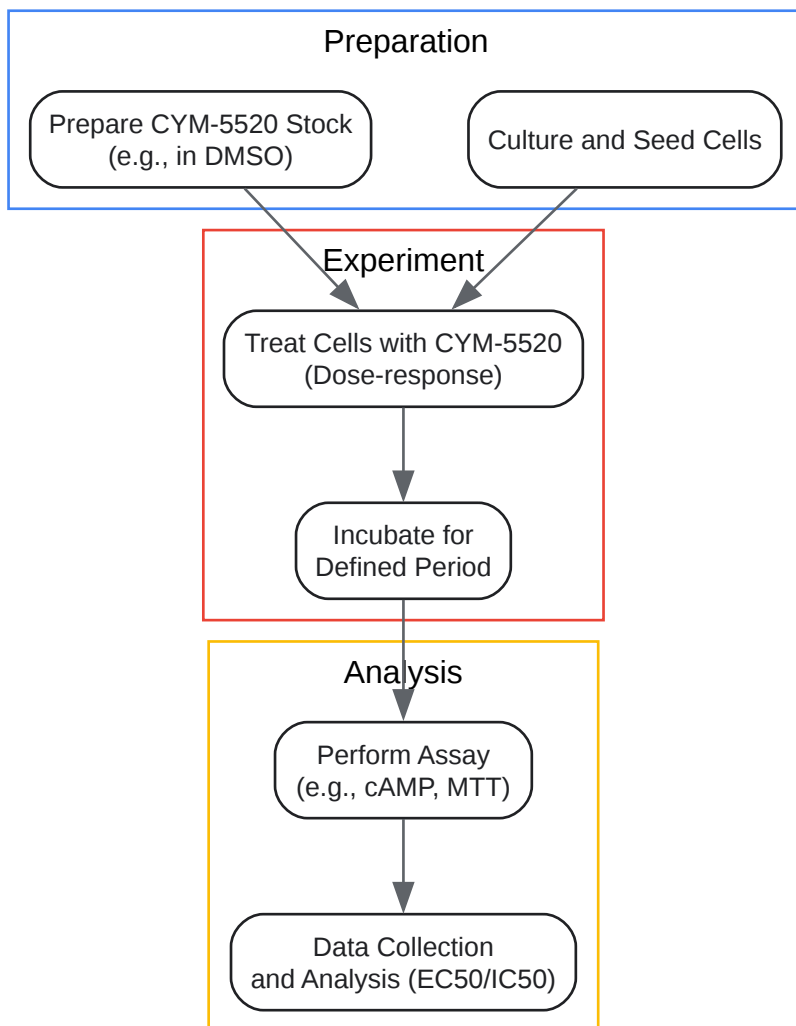 Preparation
Prepare CYM-5520 Stock
(e.g., in DMSO)
Culture and Seed Cells
Experiment
Treat Cells with CYM-5520
(Dose-response)
Incubate for
Defined Period
Analysis
Perform Assay
(e.g., cAMP, MTT)
Data Collection
and Analysis (EC50/IC50)